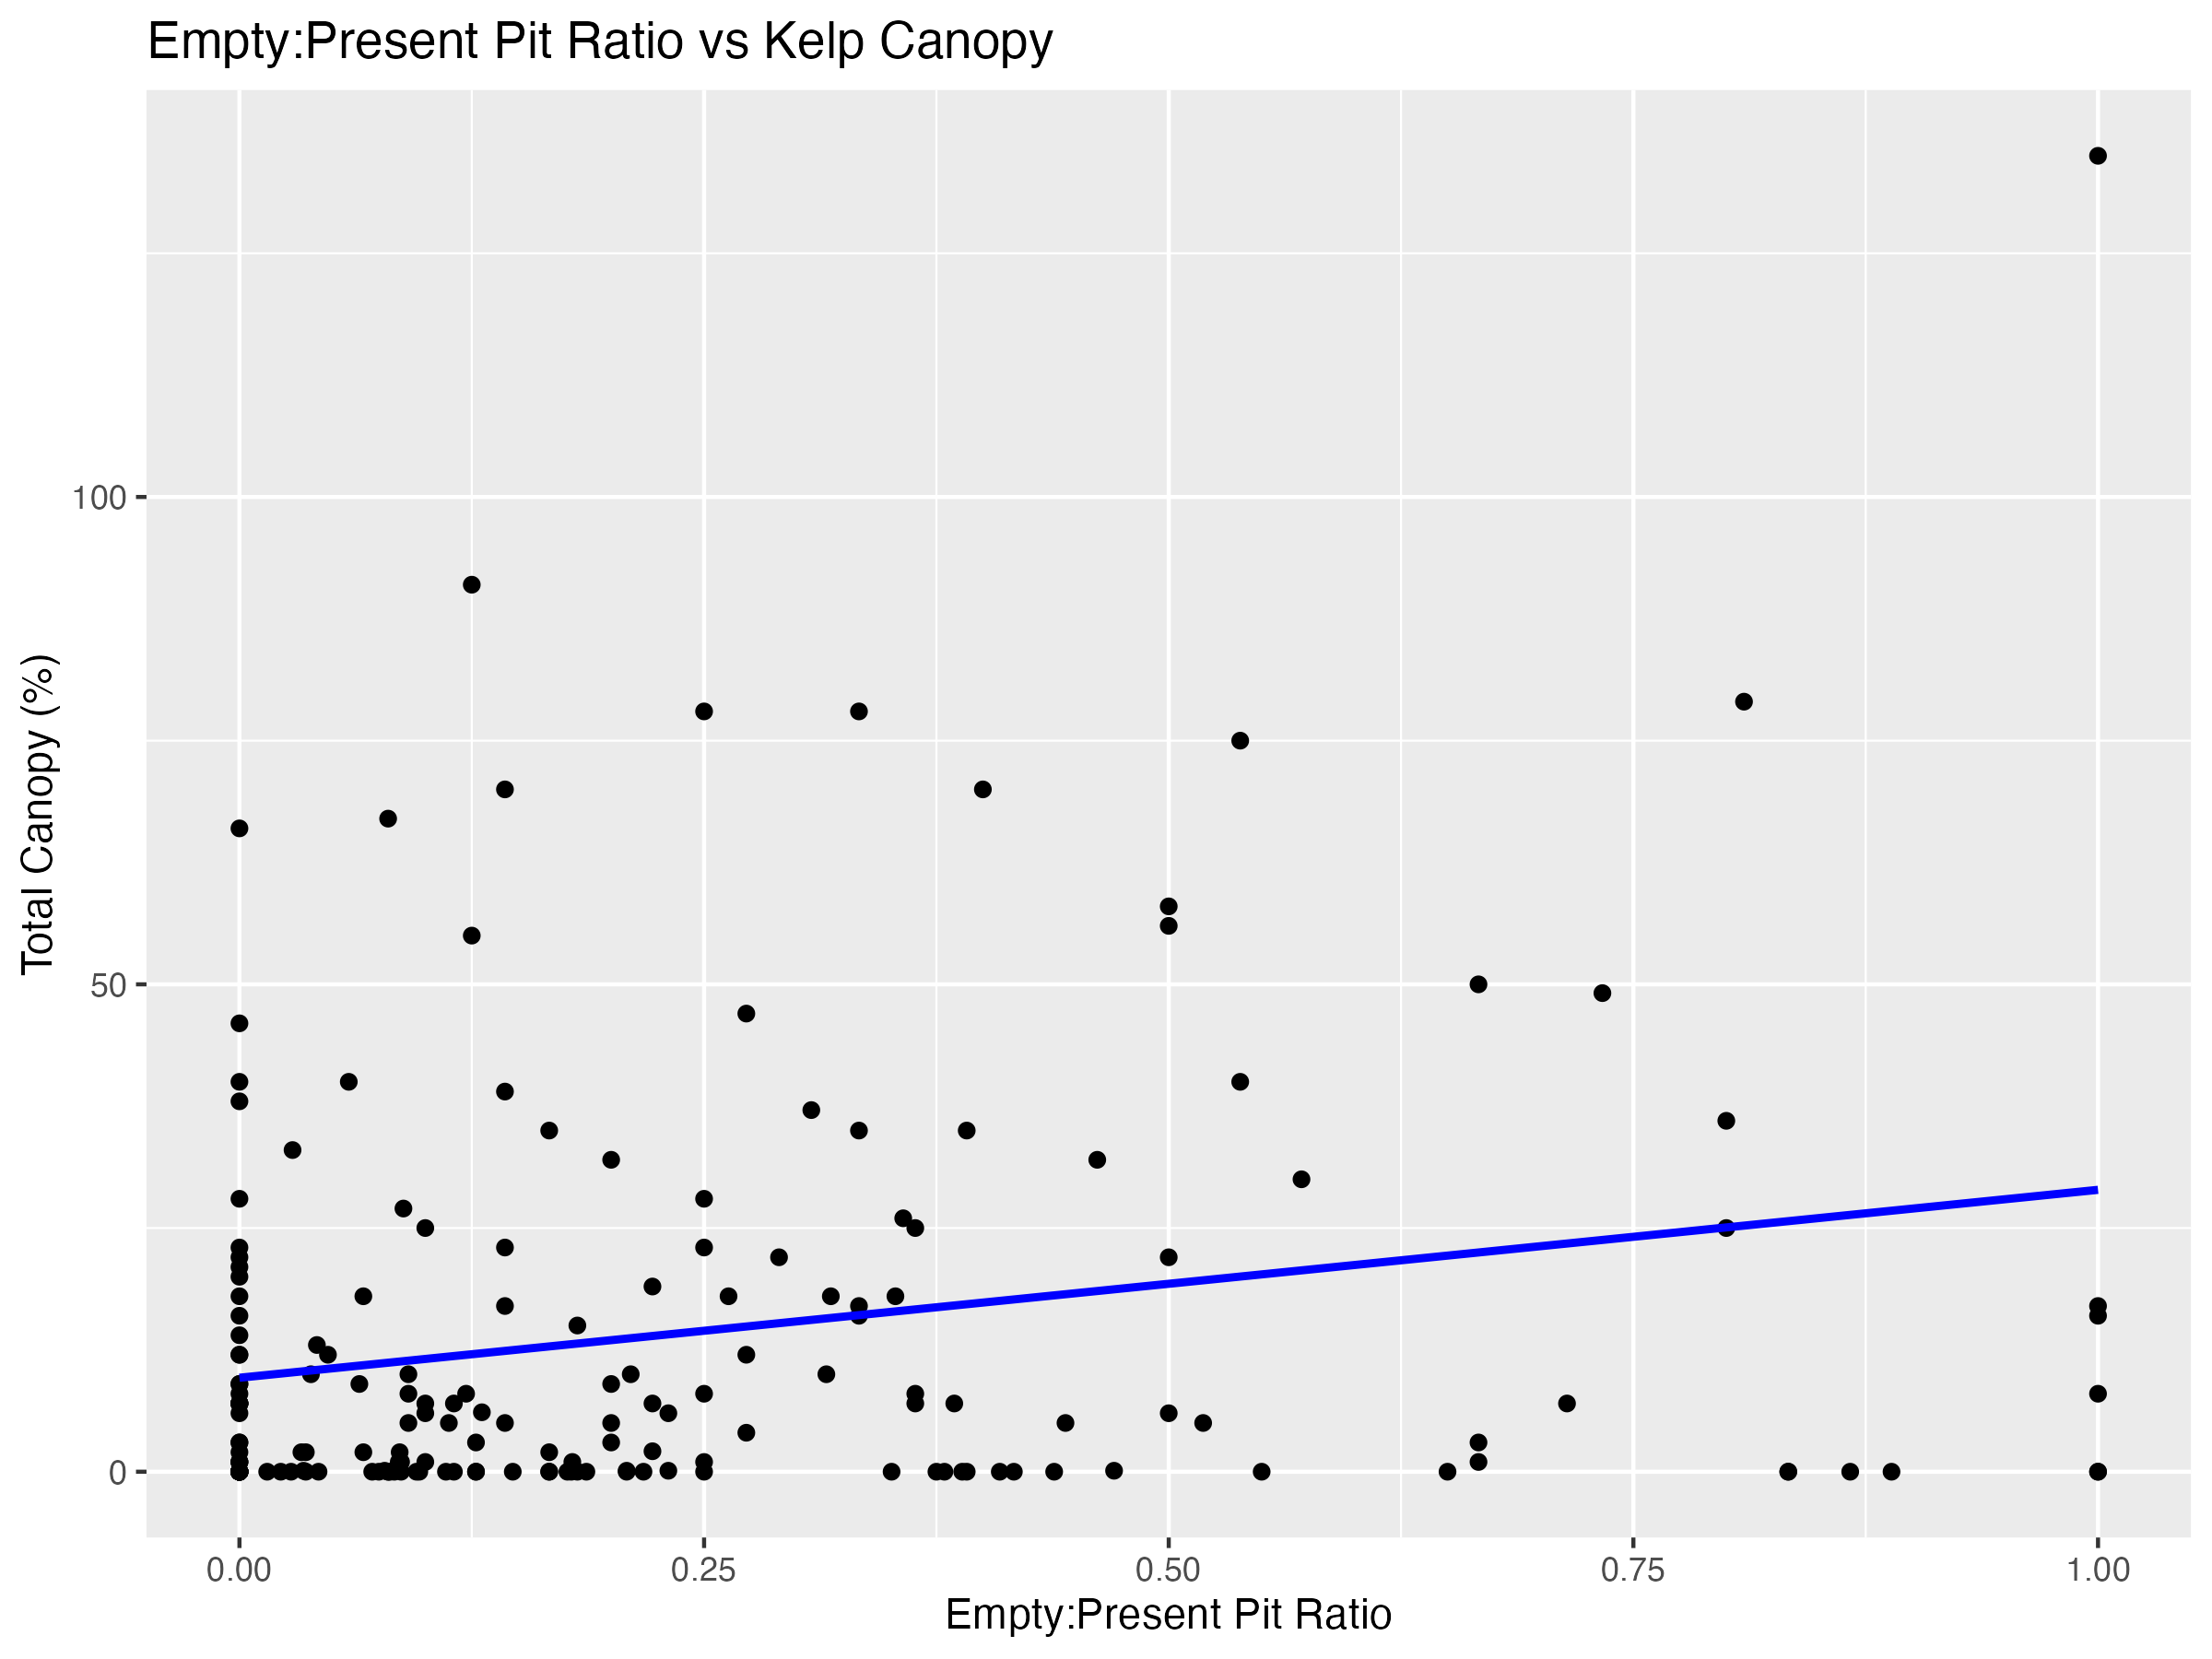 Empty:Present Pit Ratio vs Kelp Canopy
Total Canopy (%)
100
50
0
0.00
0.25
0.50
0.75
1.00
Empty:Present Pit Ratio